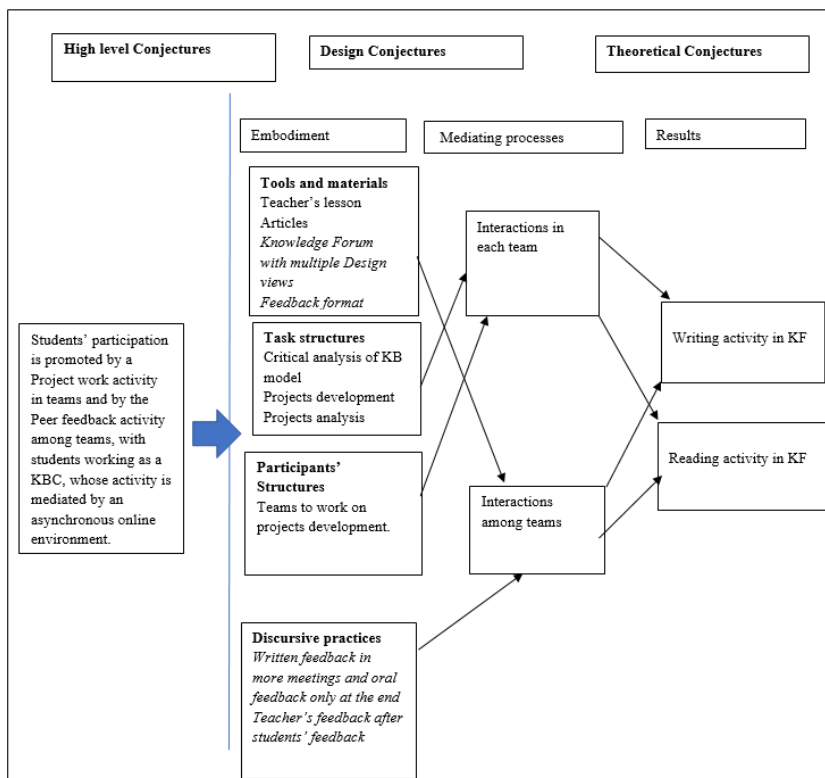 High level Conjectures
Design Conjectures
Theoretical Conjectures
Embodiment
Mediating processes
Results
Students' participation
is promoted by a
Project work activity
in teams and by the
Peer feedback activity
among teams, with
students working as a
KBC, whose activity is
mediated by an
asynchronous online
environment.
Tools and materials
Teacher's lesson
Articles
Knowledge Forum
with multiple Design
views
Feedback format
Task structures
Critical analysis of KB
model
Projects development
Projects analysis
Participants'
Structures
Teams to work on
projects development.
Discursive practices
Written feedback in
more meetings and oral
feedback only at the end
Teacher's feedback after
students' feedback
Interactions in
each team
Interactions
among teams
Writing activity in KF
Reading activity in KF